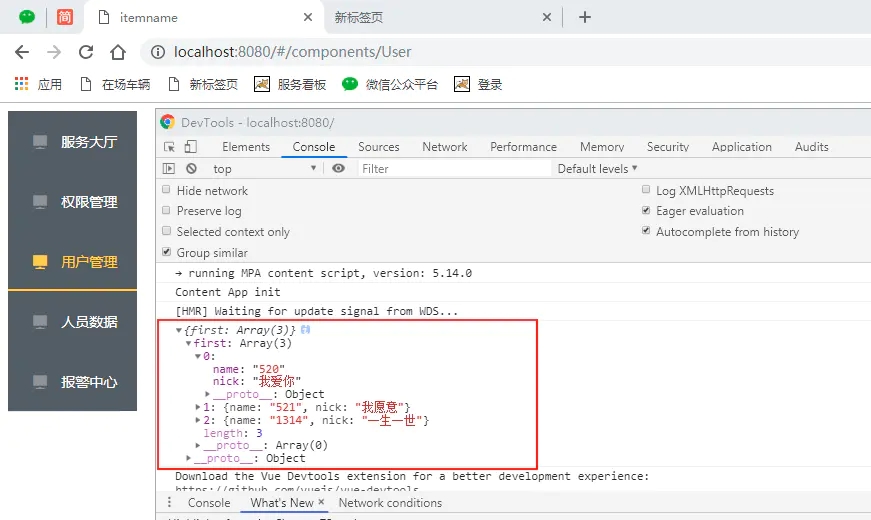 简 itemname × 新标签页 × +
localhost:8080/#/components/User
应用 在场车辆 新标签页 服务看板 微信公众平台 登录
服务大厅
权限管理
用户管理
人员数据
报警中心
DevTools - localhost:8080/
Elements Console Sources Network Performance Memory Security Application Audits
top Filter Default levels
Hide network Log XMLHttpRequests
Preserve log Eager evaluation
Selected context only Autocomplete from history
Group similar
→ running MPA content script, version: 5.14.0
Content App init
[HMR] Waiting for update signal from WDS...
▼{first: Array(3)}
▼first: Array(3)
▼0:
name: "520"
nick: "我爱你"
▶__proto__: Object
▶1: {name: "521", nick: "我愿意"}
▶2: {name: "1314", nick: "一生一世"}
length: 3
▶__proto__: Array(0)
▶__proto__: Object
Download the Vue Devtools extension for a better development experience:
https://github.com/vuejs/vue-devtools
Console What's New × Network conditions